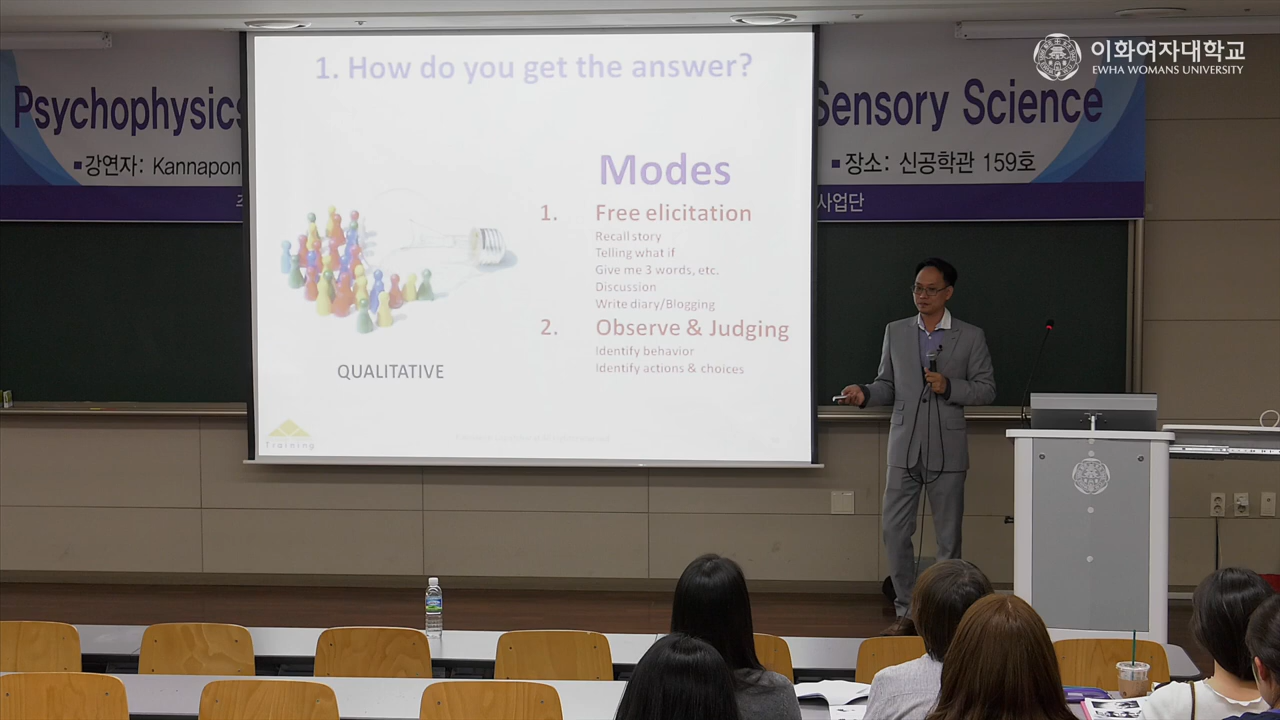 이화여자대학교
EWHA WOMANS UNIVERSITY
Psychophysics
Sensory Science
▪강연자: Kannapon
▪장소: 신공학관 159호
사업단
1. How do you get the answer?
Modes
1. Free elicitation
Recall story
Telling what if
Give me 3 words, etc.
Discussion
Write diary/Blogging
2. Observe & Judging
Identify behavior
Identify actions & choices
QUALITATIVE
Training